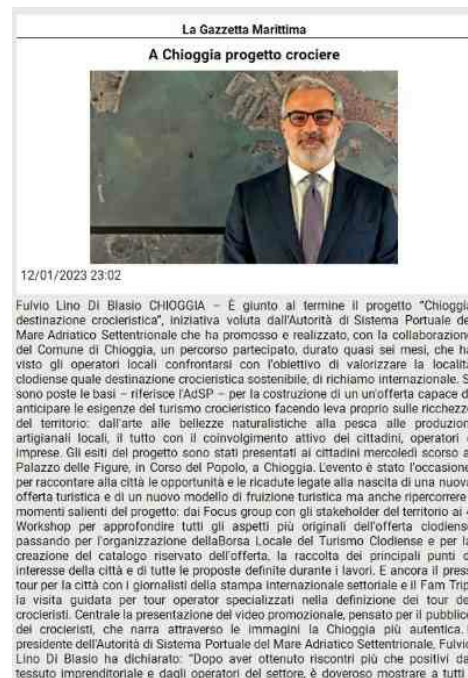 La Gazzetta Marittima
A Chioggia progetto crociere
12/01/2023 23:02
Fulvio Lino Di Blasio CHIOGGIA – È giunto al termine il progetto “Chioggia
destinazione crocieristica”, iniziativa voluta dall’Autorità di Sistema Portuale de
Mare Adriatico Settentrionale che ha promosso e realizzato, con la collaborazione
del Comune di Chioggia, un percorso partecipato, durato quasi sei mesi, che ha
visto gli operatori locali confrontarsi con l’obiettivo di valorizzare la località
clodiense quale destinazione crocieristica sostenibile, di richiamo internazionale. S
sono poste le basi – riferisce l’AdSP – per la costruzione di un un’offerta capace d
anticipare le esigenze del turismo crocieristico facendo leva proprio sulle ricchezze
del territorio: dall’arte alle bellezze naturalistiche alla pesca alle produzion
artigianali locali, il tutto con il coinvolgimento attivo dei cittadini, operatori e
imprese. Gli esiti del progetto sono stati presentati ai cittadini mercoledì scorso a
Palazzo delle Figure, in Corso del Popolo, a Chioggia. L’evento è stato l’occasione
per raccontare alla città le opportunità e le ricadute legate alla nascita di una nuova
offerta turistica e di un nuovo modello di fruizione turistica ma anche ripercorrere
momenti salienti del progetto: dai Focus group con gli stakeholder del territorio ai 4
Workshop per approfondire tutti gli aspetti più originali dell’offerta clodiense
passando per l’organizzazione dellaBorsa Locale del Turismo Clodiense e per la
creazione del catalogo riservato dell’offerta, la raccolta dei principali punti d
interesse della città e di tutte le proposte definite durante i lavori. E ancora il press
tour per la città con i giornalisti della stampa internazionale settoriale e il Fam Trip
la visita guidata per tour operator specializzati nella definizione dei tour de
crocieristi. Centrale la presentazione del video promozionale, pensato per il pubblico
dei crocieristi, che narra attraverso le immagini la Chioggia più autentica.
presidente dell’Autorità di Sistema Portuale del Mare Adriatico Settentrionale, Fulvio
Lino Di Blasio ha dichiarato: “Dopo aver ottenuto riscontri più che positivi da
tessuto imprenditoriale e dagli operatori del settore, è doveroso mostrare a tutti i